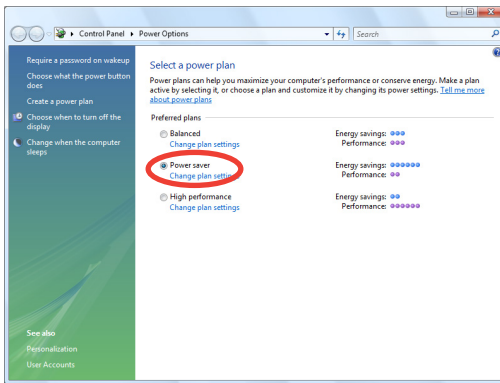 Control Panel ▸ Power Options
Search
Require a password on wakeup
Choose what the power button
does
Create a power plan
Choose when to turn off the
display
Change when the computer
sleeps
See also
Personalization
User Accounts
Select a power plan
Power plans can help you maximize your computer's performance or conserve energy. Make a plan
active by selecting it, or choose a plan and customize it by changing its power settings. Tell me more
about power plans
Preferred plans
Balanced
Energy savings:
Change plan settings
Performance:
Power saver
Energy savings:
Change plan settings
Performance:
High performance
Energy savings:
Change plan settings
Performance: